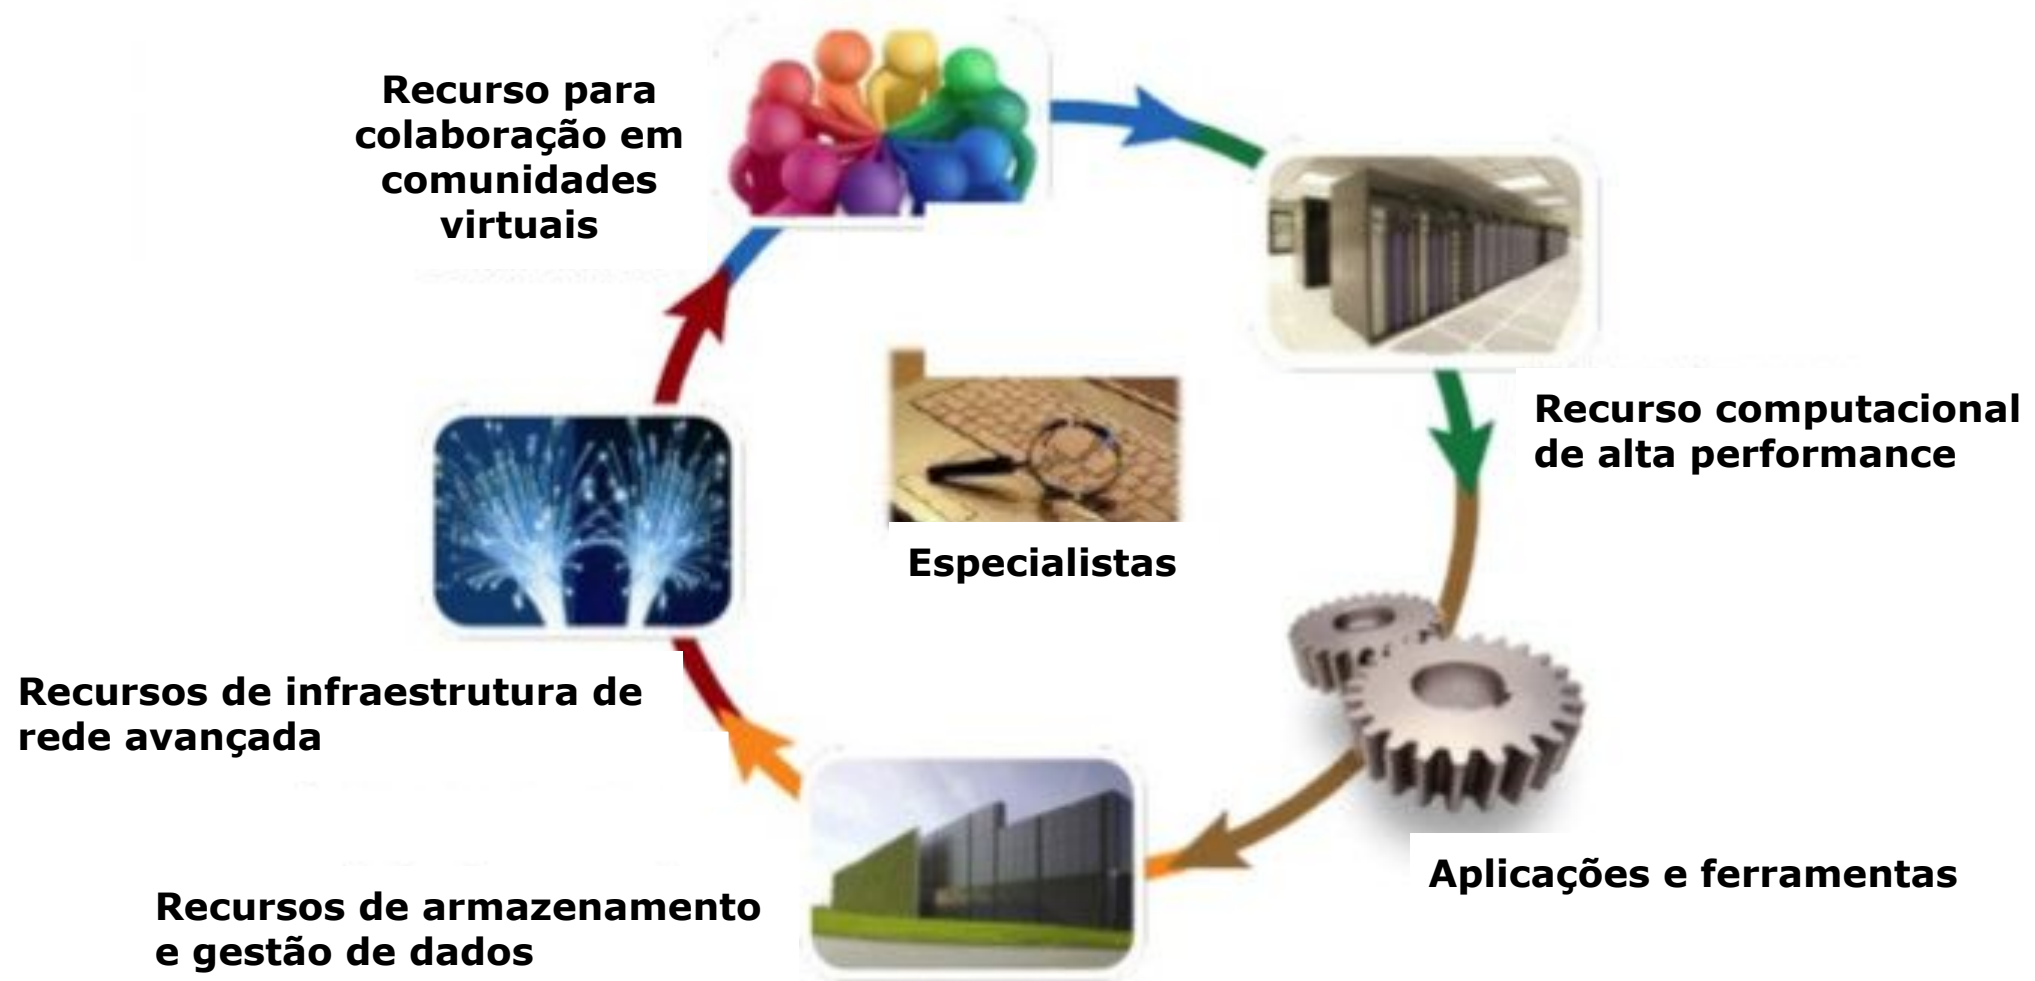 Recurso para
colaboração em
comunidades
virtuais
Recurso computacional
de alta performance
Especialistas
Recursos de infraestrutura de
rede avançada
Aplicações e ferramentas
Recursos de armazenamento
e gestão de dados